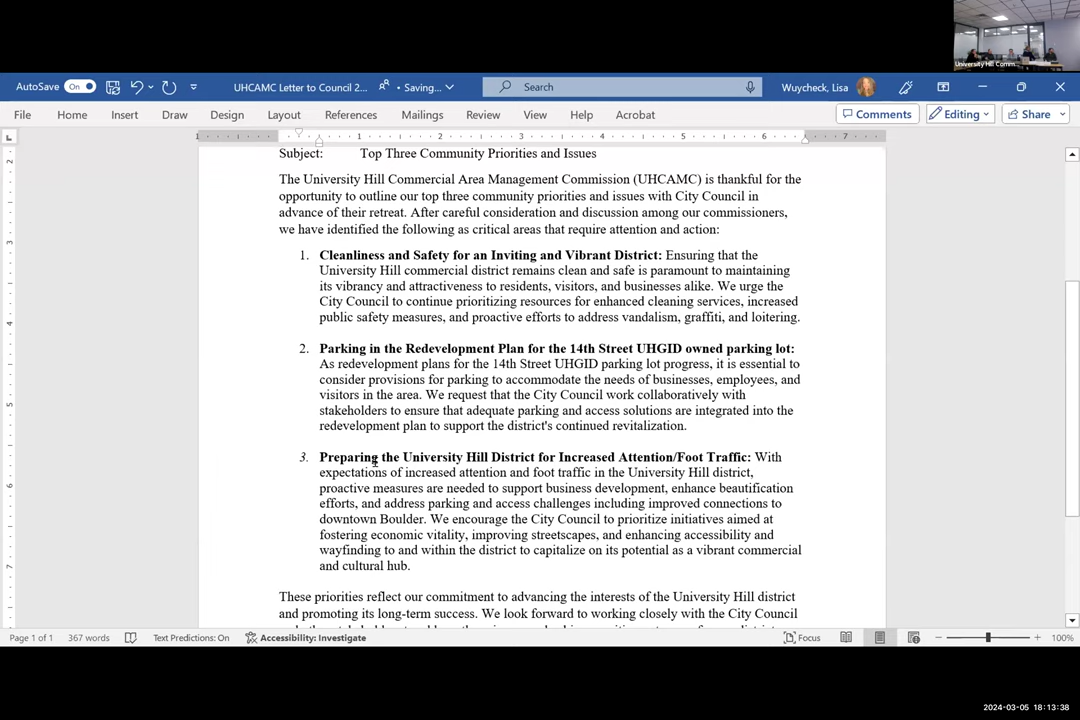 University Hill Comm...
AutoSave On UHCAMC Letter to Council 2... • Saving... Search Wuycheck, Lisa
File Home Insert Draw Design Layout References Mailings Review View Help Acrobat Comments Editing Share
1 1 2 3 4 5 6 7
Subject: Top Three Community Priorities and Issues
The University Hill Commercial Area Management Commission (UHCAMC) is thankful for the
opportunity to outline our top three community priorities and issues with City Council in
advance of their retreat. After careful consideration and discussion among our commissioners,
we have identified the following as critical areas that require attention and action:
1. Cleanliness and Safety for an Inviting and Vibrant District: Ensuring that the
University Hill commercial district remains clean and safe is paramount to maintaining
its vibrancy and attractiveness to residents, visitors, and businesses alike. We urge the
City Council to continue prioritizing resources for enhanced cleaning services, increased
public safety measures, and proactive efforts to address vandalism, graffiti, and loitering.
2. Parking in the Redevelopment Plan for the 14th Street UHGID owned parking lot:
As redevelopment plans for the 14th Street UHGID parking lot progress, it is essential to
consider provisions for parking to accommodate the needs of businesses, employees, and
visitors in the area. We request that the City Council work collaboratively with
stakeholders to ensure that adequate parking and access solutions are integrated into the
redevelopment plan to support the district's continued revitalization.
3. Preparing the University Hill District for Increased Attention/Foot Traffic: With
expectations of increased attention and foot traffic in the University Hill district,
proactive measures are needed to support business development, enhance beautification
efforts, and address parking and access challenges including improved connections to
downtown Boulder. We encourage the City Council to prioritize initiatives aimed at
fostering economic vitality, improving streetscapes, and enhancing accessibility and
wayfinding to and within the district to capitalize on its potential as a vibrant commercial
and cultural hub.
These priorities reflect our commitment to advancing the interests of the University Hill district
and promoting its long-term success. We look forward to working closely with the City Council
Page 1 of 1 367 words Text Predictions: On Accessibility: Investigate Focus 100%
2024-03-05 18:13:38